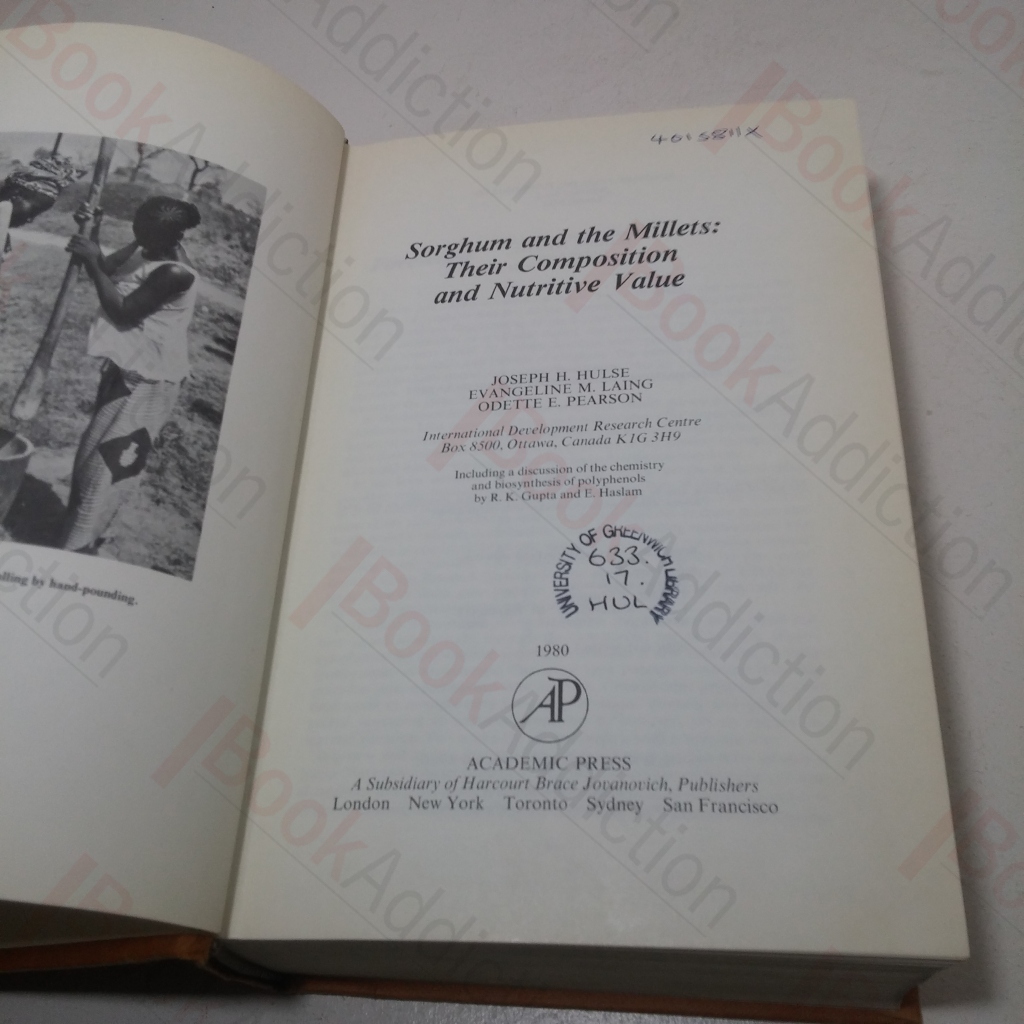 lling by hand-pounding.
Sorghum and the Millets:
Their Composition
and Nutritive Value
JOSEPH H. HULSE
EVANGELINE M. LAING
ODETTE E. PEARSON
International Development Research Centre
Box 8500, Ottawa, Canada K1G 3H9
Including a discussion of the chemistry
and biosynthesis of polyphenols
by R. K. Gupta and E. Haslam
UNIVERSITY OF GREENWICH LIBRARY
633.
17.
HUL
1980
AP
ACADEMIC PRESS
A Subsidiary of Harcourt Brace Jovanovich, Publishers
London New York Toronto Sydney San Francisco
BookAddiction